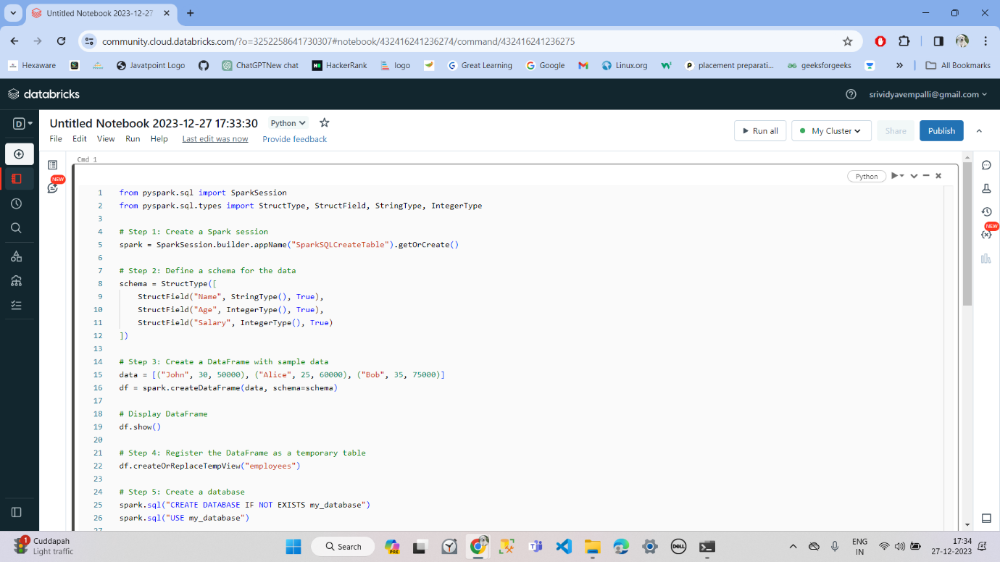 Untitled Notebook 2023-12-27
community.cloud.databricks.com/?o=3252258641730307#notebook/432416241236274/command/432416241236275
Hexaware
Javatpoint Logo
ChatGPTNew chat
HackerRank
logo
Great Learning
Google
Linux.org
placement preparati...
geeksforgeeks
All Bookmarks
databricks
srividyavempalli@gmail.com
D
Untitled Notebook 2023-12-27 17:33:30
Python
File Edit View Run Help Last edit was now Provide feedback
Run all
My Cluster
Share
Publish
NEW
NEW
Cmd 1
Python
1 from pyspark.sql import SparkSession
2 from pyspark.sql.types import StructType, StructField, StringType, IntegerType
3
4 # Step 1: Create a Spark session
5 spark = SparkSession.builder.appName("SparkSQLCreateTable").getOrCreate()
6
7 # Step 2: Define a schema for the data
8 schema = StructType([
9 StructField("Name", StringType(), True),
10 StructField("Age", IntegerType(), True),
11 StructField("Salary", IntegerType(), True)
12 ])
13
14 # Step 3: Create a DataFrame with sample data
15 data = [("John", 30, 50000), ("Alice", 25, 60000), ("Bob", 35, 75000)]
16 df = spark.createDataFrame(data, schema=schema)
17
18 # Display DataFrame
19 df.show()
20
21 # Step 4: Register the DataFrame as a temporary table
22 df.createOrReplaceTempView("employees")
23
24 # Step 5: Create a database
25 spark.sql("CREATE DATABASE IF NOT EXISTS my_database")
26 spark.sql("USE my_database")
27
1
Cuddapah
Light traffic
Search
PRE
DELL
ENG
IN
17:34
27-12-2023